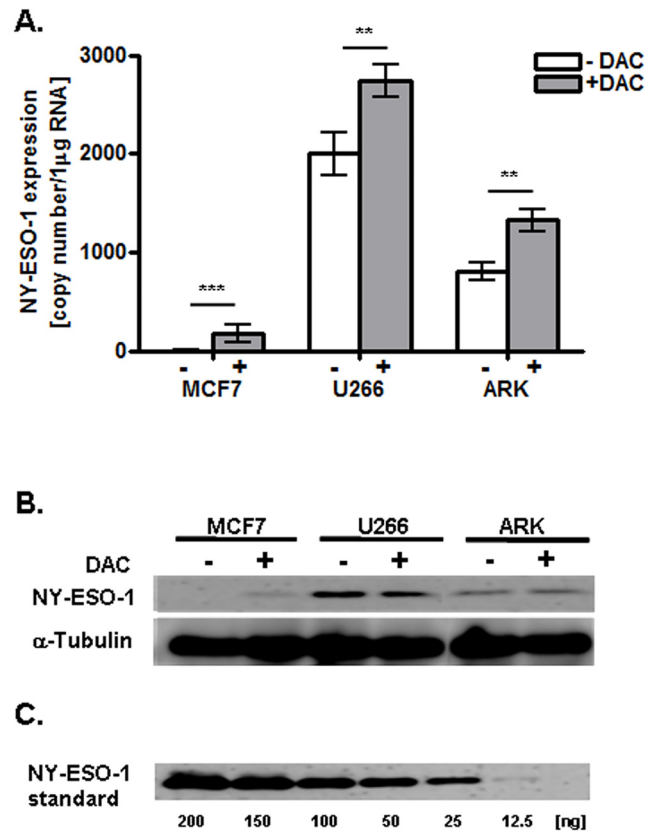 A.
NY-ESO-1 expression
[copy number/1µg RNA]
3000
2000
1000
0
***
**
**
- DAC
+DAC
- + - + - +
MCF7 U266 ARK
B.
MCF7 U266 ARK
DAC - + - + - +
NY-ESO-1
α-Tubulin
C.
NY-ESO-1
standard
200 150 100 50 25 12.5 [ng]